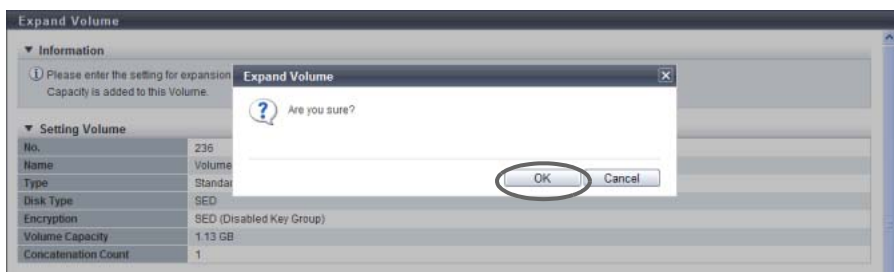 Expand Volume
▼ Information
Please enter the setting for expansion
Capacity is added to this Volume.
Expand Volume
Are you sure?
OK Cancel
▼ Setting Volume
No. 236
Name Volume
Type Standar
Disk Type SED
Encryption SED (Disabled Key Group)
Volume Capacity 1.13 GB
Concatenation Count 1